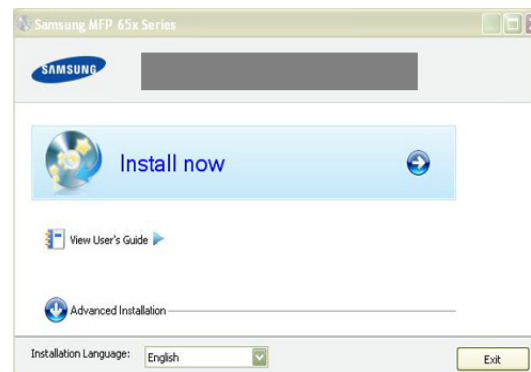 Samsung MFP 65x Series
SAMSUNG
Install now
View User's Guide
Advanced Installation
Installation Language: English
Exit